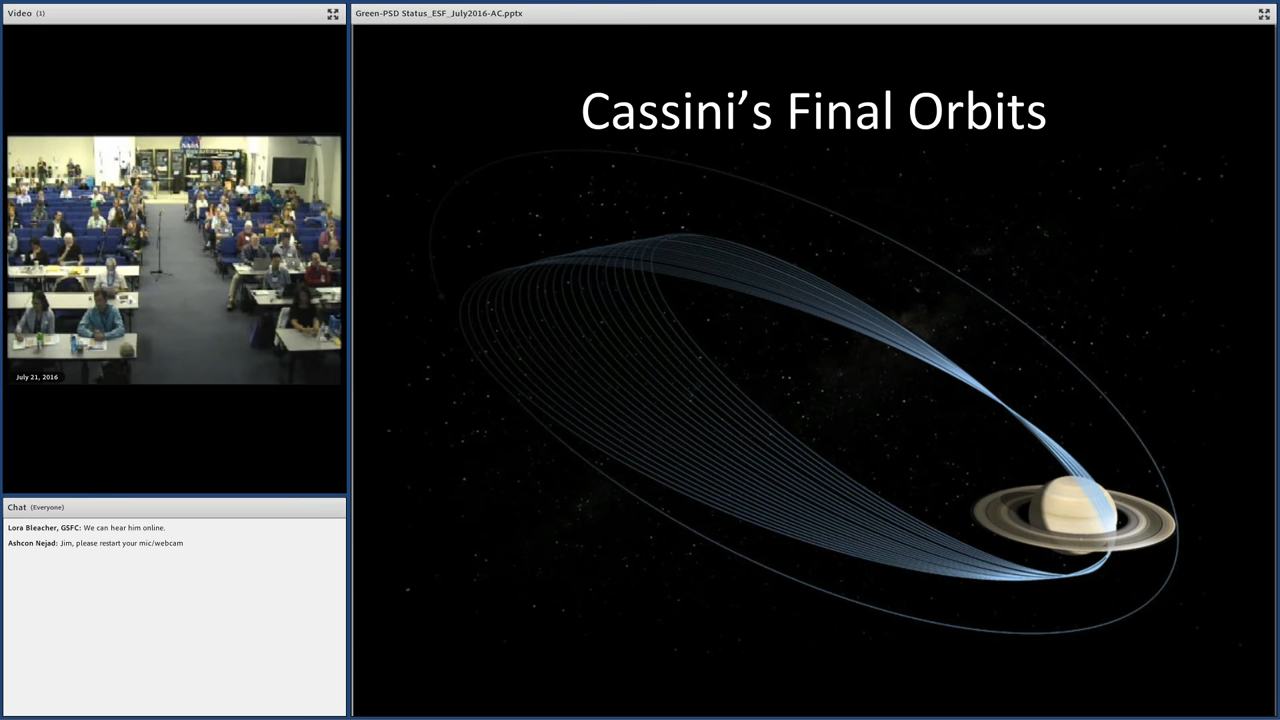 Video (1)
NASA
July 21, 2016
Chat (Everyone)
Lora Bleacher, GSFC: We can hear him online.
Ashcon Nejad: Jim, please restart your mic/webcam
Green-PSD Status_ESF_July2016-AC.pptx
Cassini’s Final Orbits